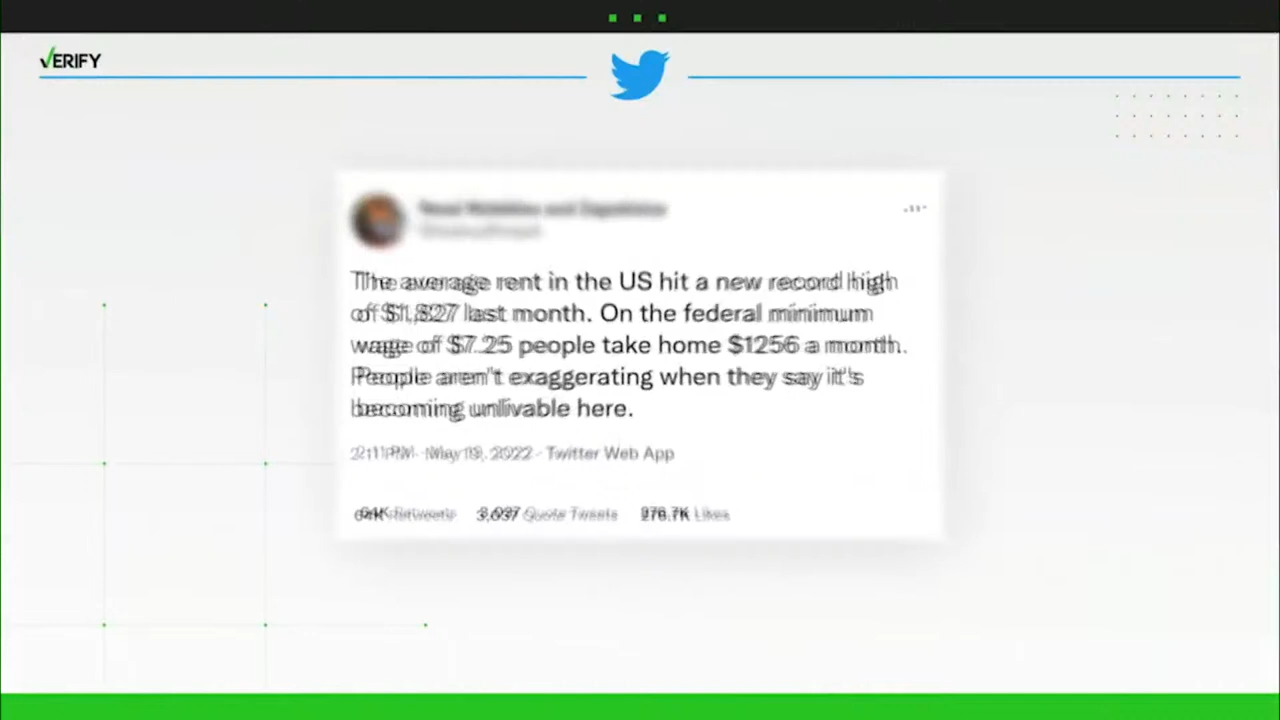 VERIFY
The average rent in the US hit a new record high
of $1,827 last month. On the federal minimum
wage of $7.25 people take home $1256 a month.
People aren't exaggerating when they say it's
becoming unlivable here.
2:11 PM · May 19, 2022 · Twitter Web App
64K Retweets 3,037 Quote Tweets 276.7K Likes